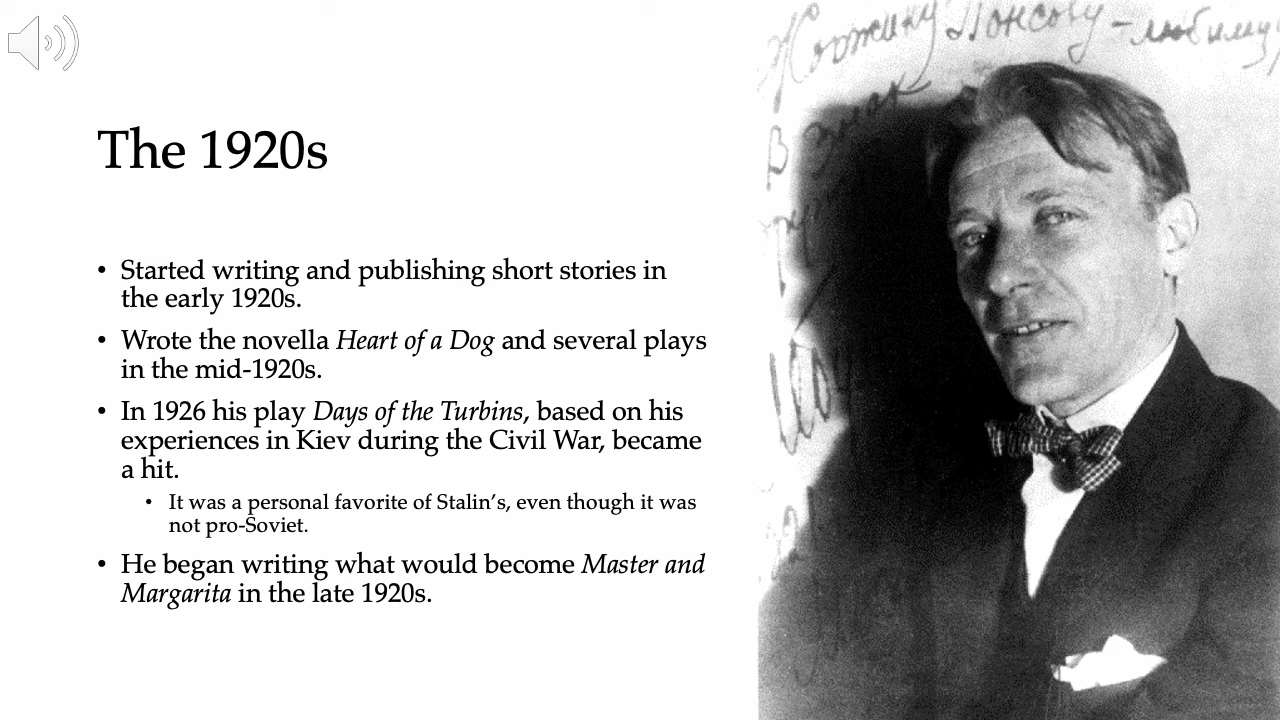 The 1920s
• Started writing and publishing short stories in
the early 1920s.
• Wrote the novella Heart of a Dog and several plays
in the mid-1920s.
• In 1926 his play Days of the Turbins, based on his
experiences in Kiev during the Civil War, became
a hit.
• It was a personal favorite of Stalin's, even though it was
not pro-Soviet.
• He began writing what would become Master and
Margarita in the late 1920s.
В знак